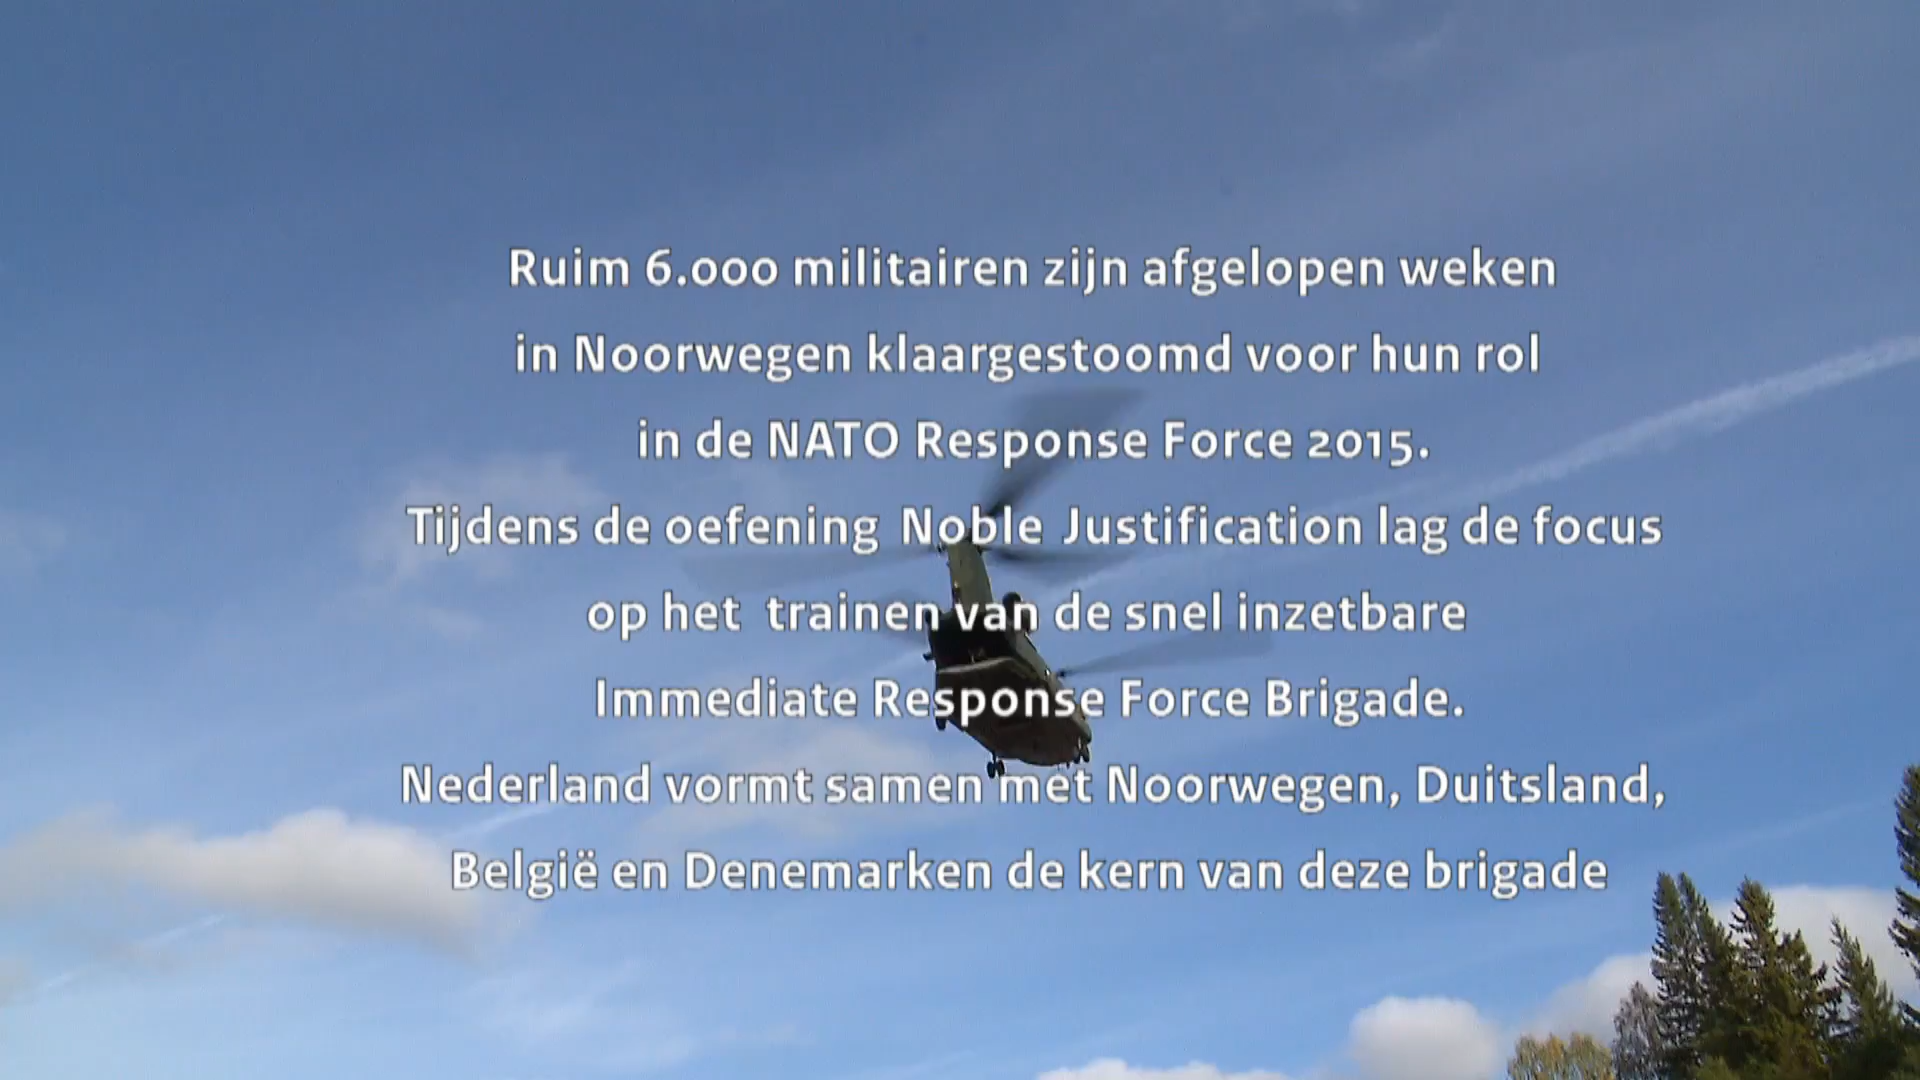 Ruim 6.000 militairen zijn afgelopen weken
in Noorwegen klaargestoomd voor hun rol
in de NATO Response Force 2015.
Tijdens de oefening Noble Justification lag de focus
op het trainen van de snel inzetbare
Immediate Response Force Brigade.
Nederland vormt samen met Noorwegen, Duitsland,
België en Denemarken de kern van deze brigade